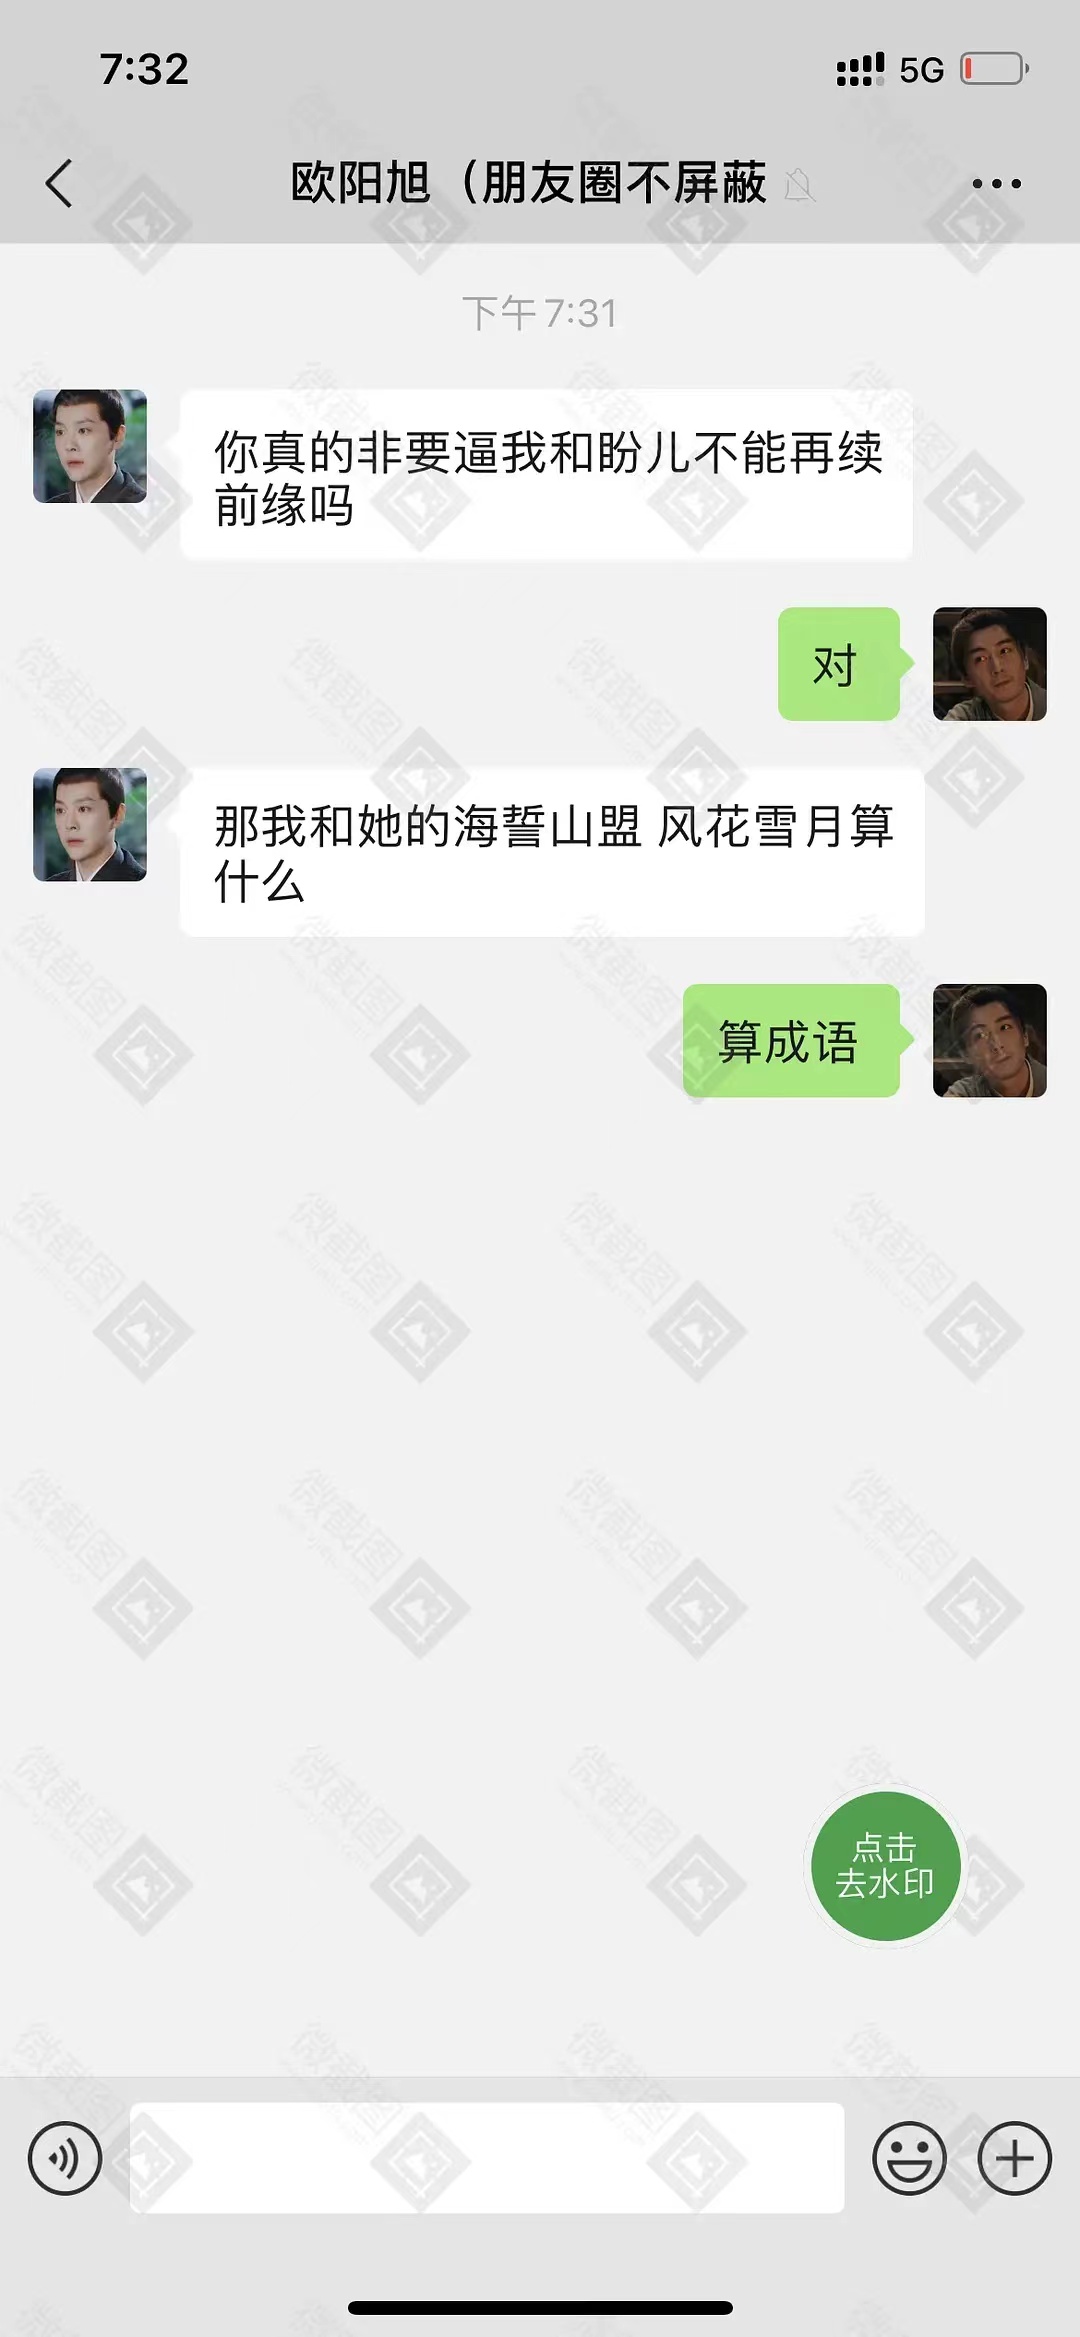 7:32
5G
欧阳旭（朋友圈不屏蔽
下午7:31
你真的非要逼我和盼儿不能再续
前缘吗
对
那我和她的海誓山盟 风花雪月算
什么
算成语
点击
去水印
微截图